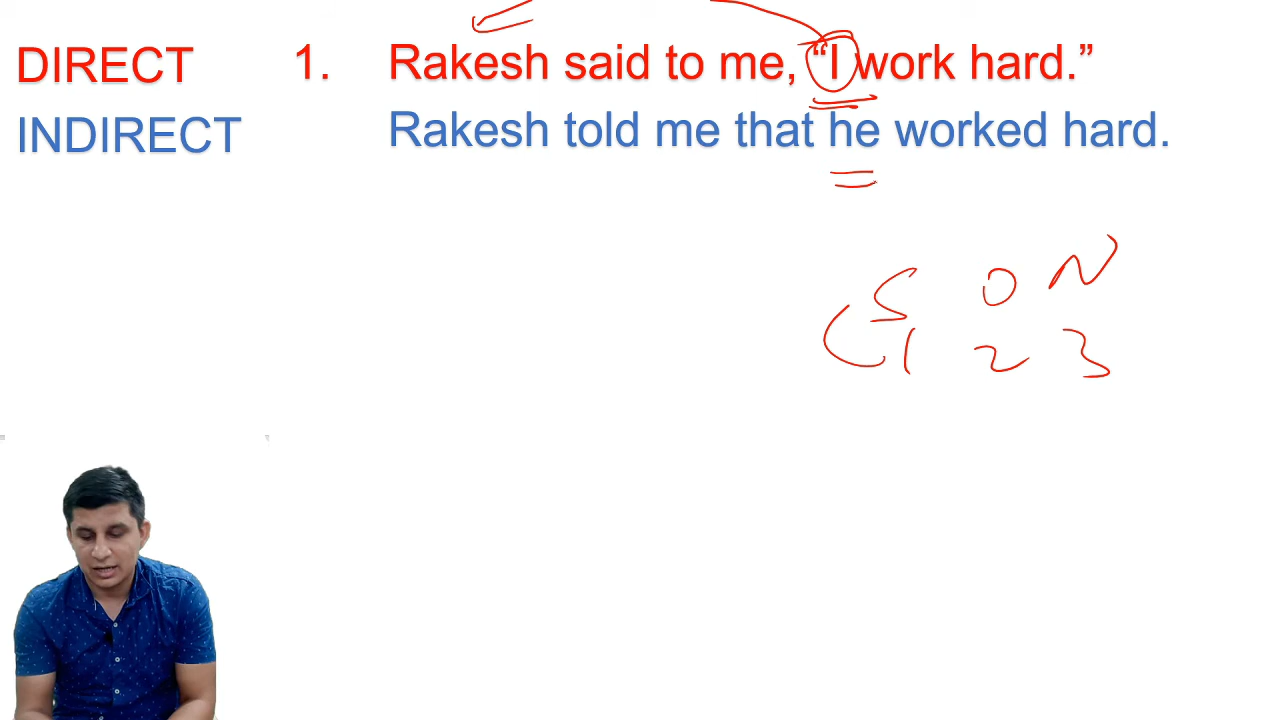 DIRECT 1. Rakesh said to me, “I work hard.”
INDIRECT Rakesh told me that he worked hard.
S O N
1 2 3